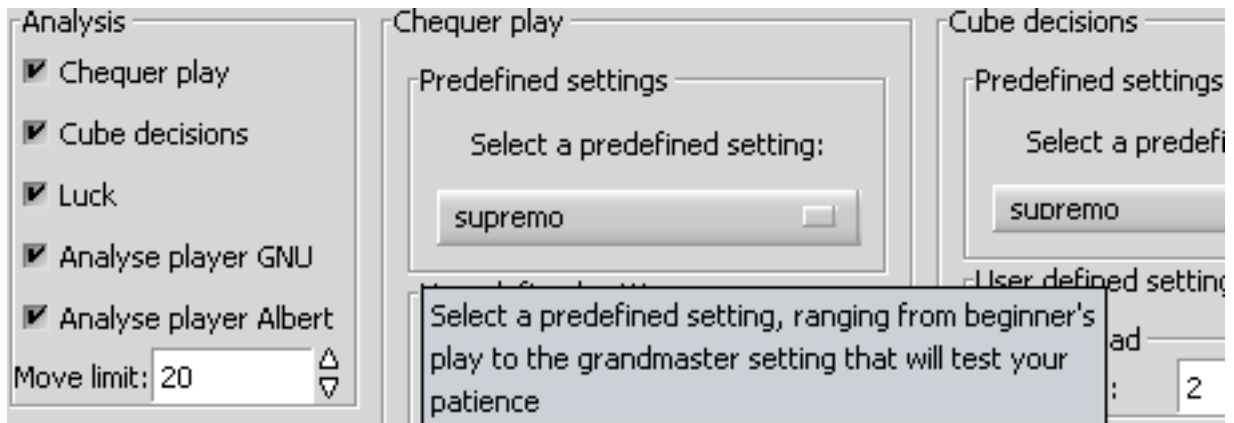 Analysis
Chequer play
Cube decisions
Luck
Analyse player GNU
Analyse player Albert
Move limit: 20
Chequer play
Predefined settings
Select a predefined setting:
supremo
Select a predefined setting, ranging from beginner's
play to the grandmaster setting that will test your
patience
Cube decisions
Predefined settings
Select a predefi
supremo
User defined setting
ad
: 2